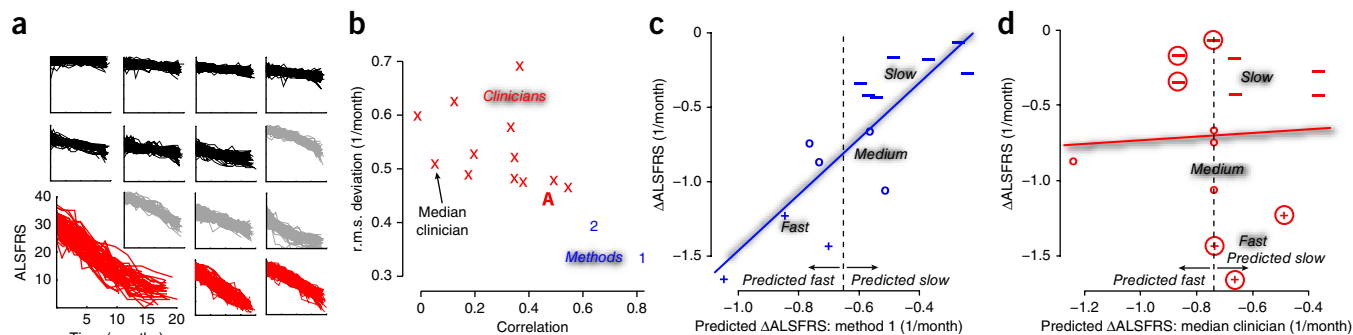 a
ALSFRS
40
30
20
10
5 10 15 20
b
r.m.s. deviation (1/month)
0.7
0.6
0.5
0.4
0.3
Clinicians
Median
clinician
A
2
Methods
1
0 0.2 0.4 0.6 0.8
Correlation
c
ΔALSFRS (1/month)
0
−0.5
−1.0
−1.5
Slow
Medium
Fast
Predicted fast
Predicted slow
−1.0 −0.8 −0.6 −0.4
Predicted ΔALSFRS: method 1 (1/month)
d
ΔALSFRS (1/month)
0
−0.5
−1.0
−1.5
Slow
Medium
Fast
Predicted slow
Predicted fast
−1.2 −1.0 −0.8 −0.6 −0.4
Predicted ΔALSFRS: median clinician (1/month)